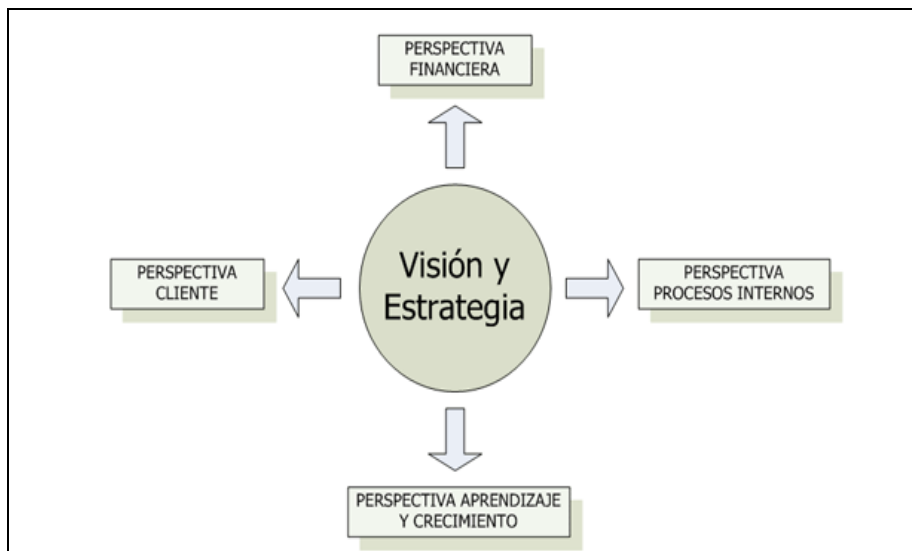 PERSPECTIVA
FINANCIERA
PERSPECTIVA
CLIENTE
Visión y
Estrategia
PERSPECTIVA
PROCESOS INTERNOS
PERSPECTIVA APRENDIZAJE
Y CRECIMIENTO